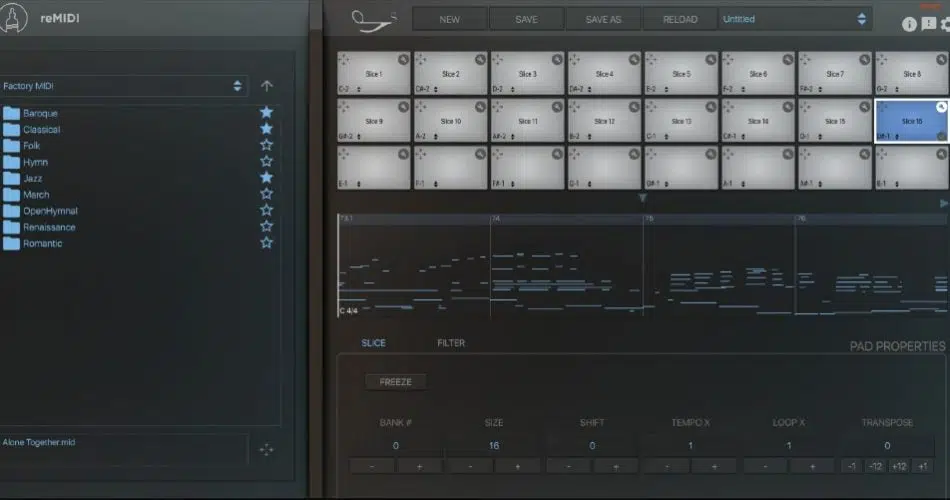 reMIDI
NEW SAVE SAVE AS RELOAD Untitled
Factory MIDI
Baroque
Classical
Folk
Hymn
Jazz
March
OpenHymnal
Renaissance
Romantic
Alone Together.mid
Slice 1 Slice 2 Slice 3 Slice 4 Slice 5 Slice 6 Slice 7 Slice 8
C-2 C#-2 D-2 D#-2 E-2 F-2 F#-2 G-2
Slice 9 Slice 10 Slice 11 Slice 12 Slice 13 Slice 14 Slice 15 Slice 16
G#-2 A-2 A#-2 B-2 C-1 C#-1 D-1 D#-1
E-1 F-1 F#-1 G-1 G#-1 A-1 A#-1 B-1
73.1 74 75 76
C 4/4
SLICE FILTER PAD PROPERTIES
FREEZE
BANK # SIZE SHIFT TEMPO X LOOP X TRANSPOSE
0 16 0 1 1 0
- + - + - + - + - + -1 -12 +12 +1